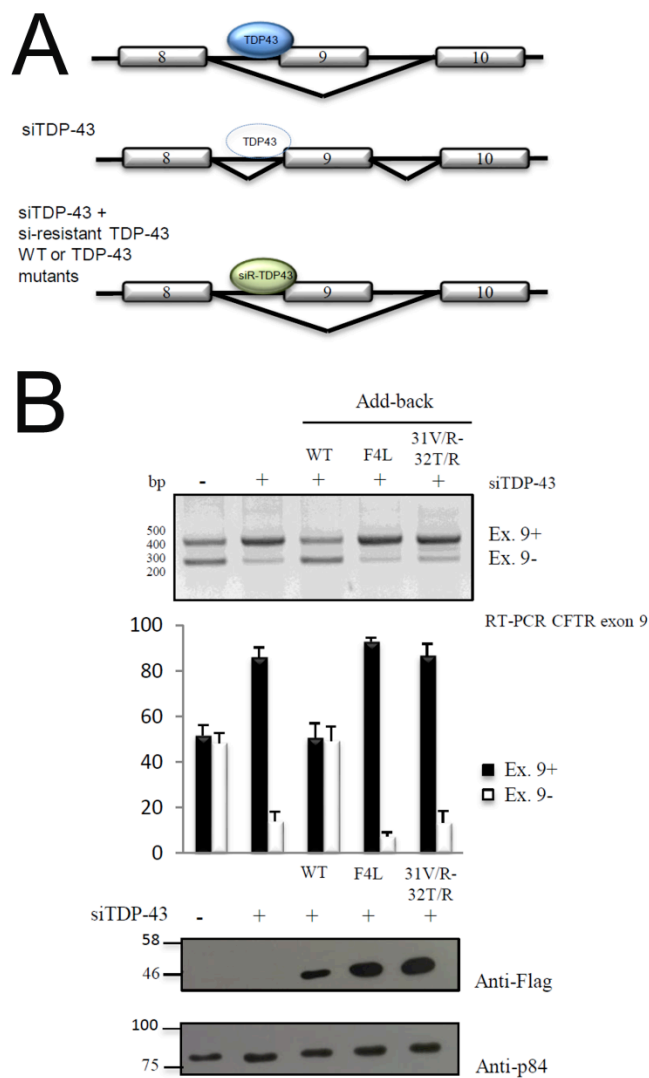 A
TDP43
8 9 10
siTDP-43
TDP43
8 9 10
siTDP-43 +
si-resistant TDP-43
WT or TDP-43
mutants
siR-TDP43
8 9 10
B
Add-back
WT F4L 31V/R-
32T/R
bp - + + + + siTDP-43
500
400
300
200
Ex. 9+
Ex. 9-
RT-PCR CFTR exon 9
100
80
60
40
20
0
Ex. 9+
Ex. 9-
WT F4L 31V/R-
32T/R
siTDP-43 - + + + +
58
46
Anti-Flag
100
75
Anti-p84